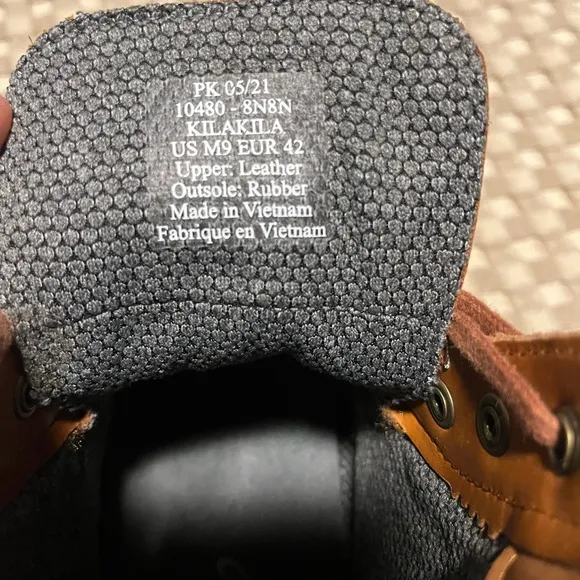 PK 05/21
10480 - 8N8N
KILAKILA
US M9 EUR 42
Upper: Leather
Outsole: Rubber
Made in Vietnam
Fabrique en Vietnam